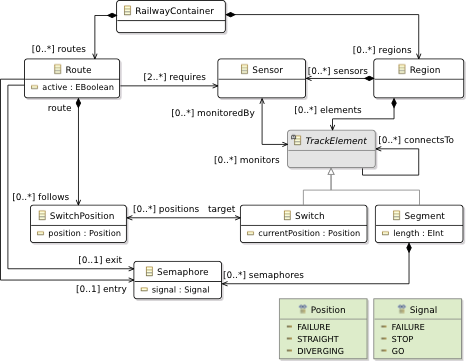 RailwayContainer
[0..*] routes
[0..*] regions
Route
active : EBoolean
[2..*] requires
Sensor
[0..*] sensors
Region
route
[0..*] monitoredBy
[0..*] elements
TrackElement
[0..*] connectsTo
[0..*] monitors
[0..*] follows
SwitchPosition
position : Position
[0..*] positions
target
Switch
currentPosition : Position
Segment
length : EInt
[0..1] exit
[0..1] entry
Semaphore
signal : Signal
[0..*] semaphores
Position
FAILURE
STRAIGHT
DIVERGING
Signal
FAILURE
STOP
GO